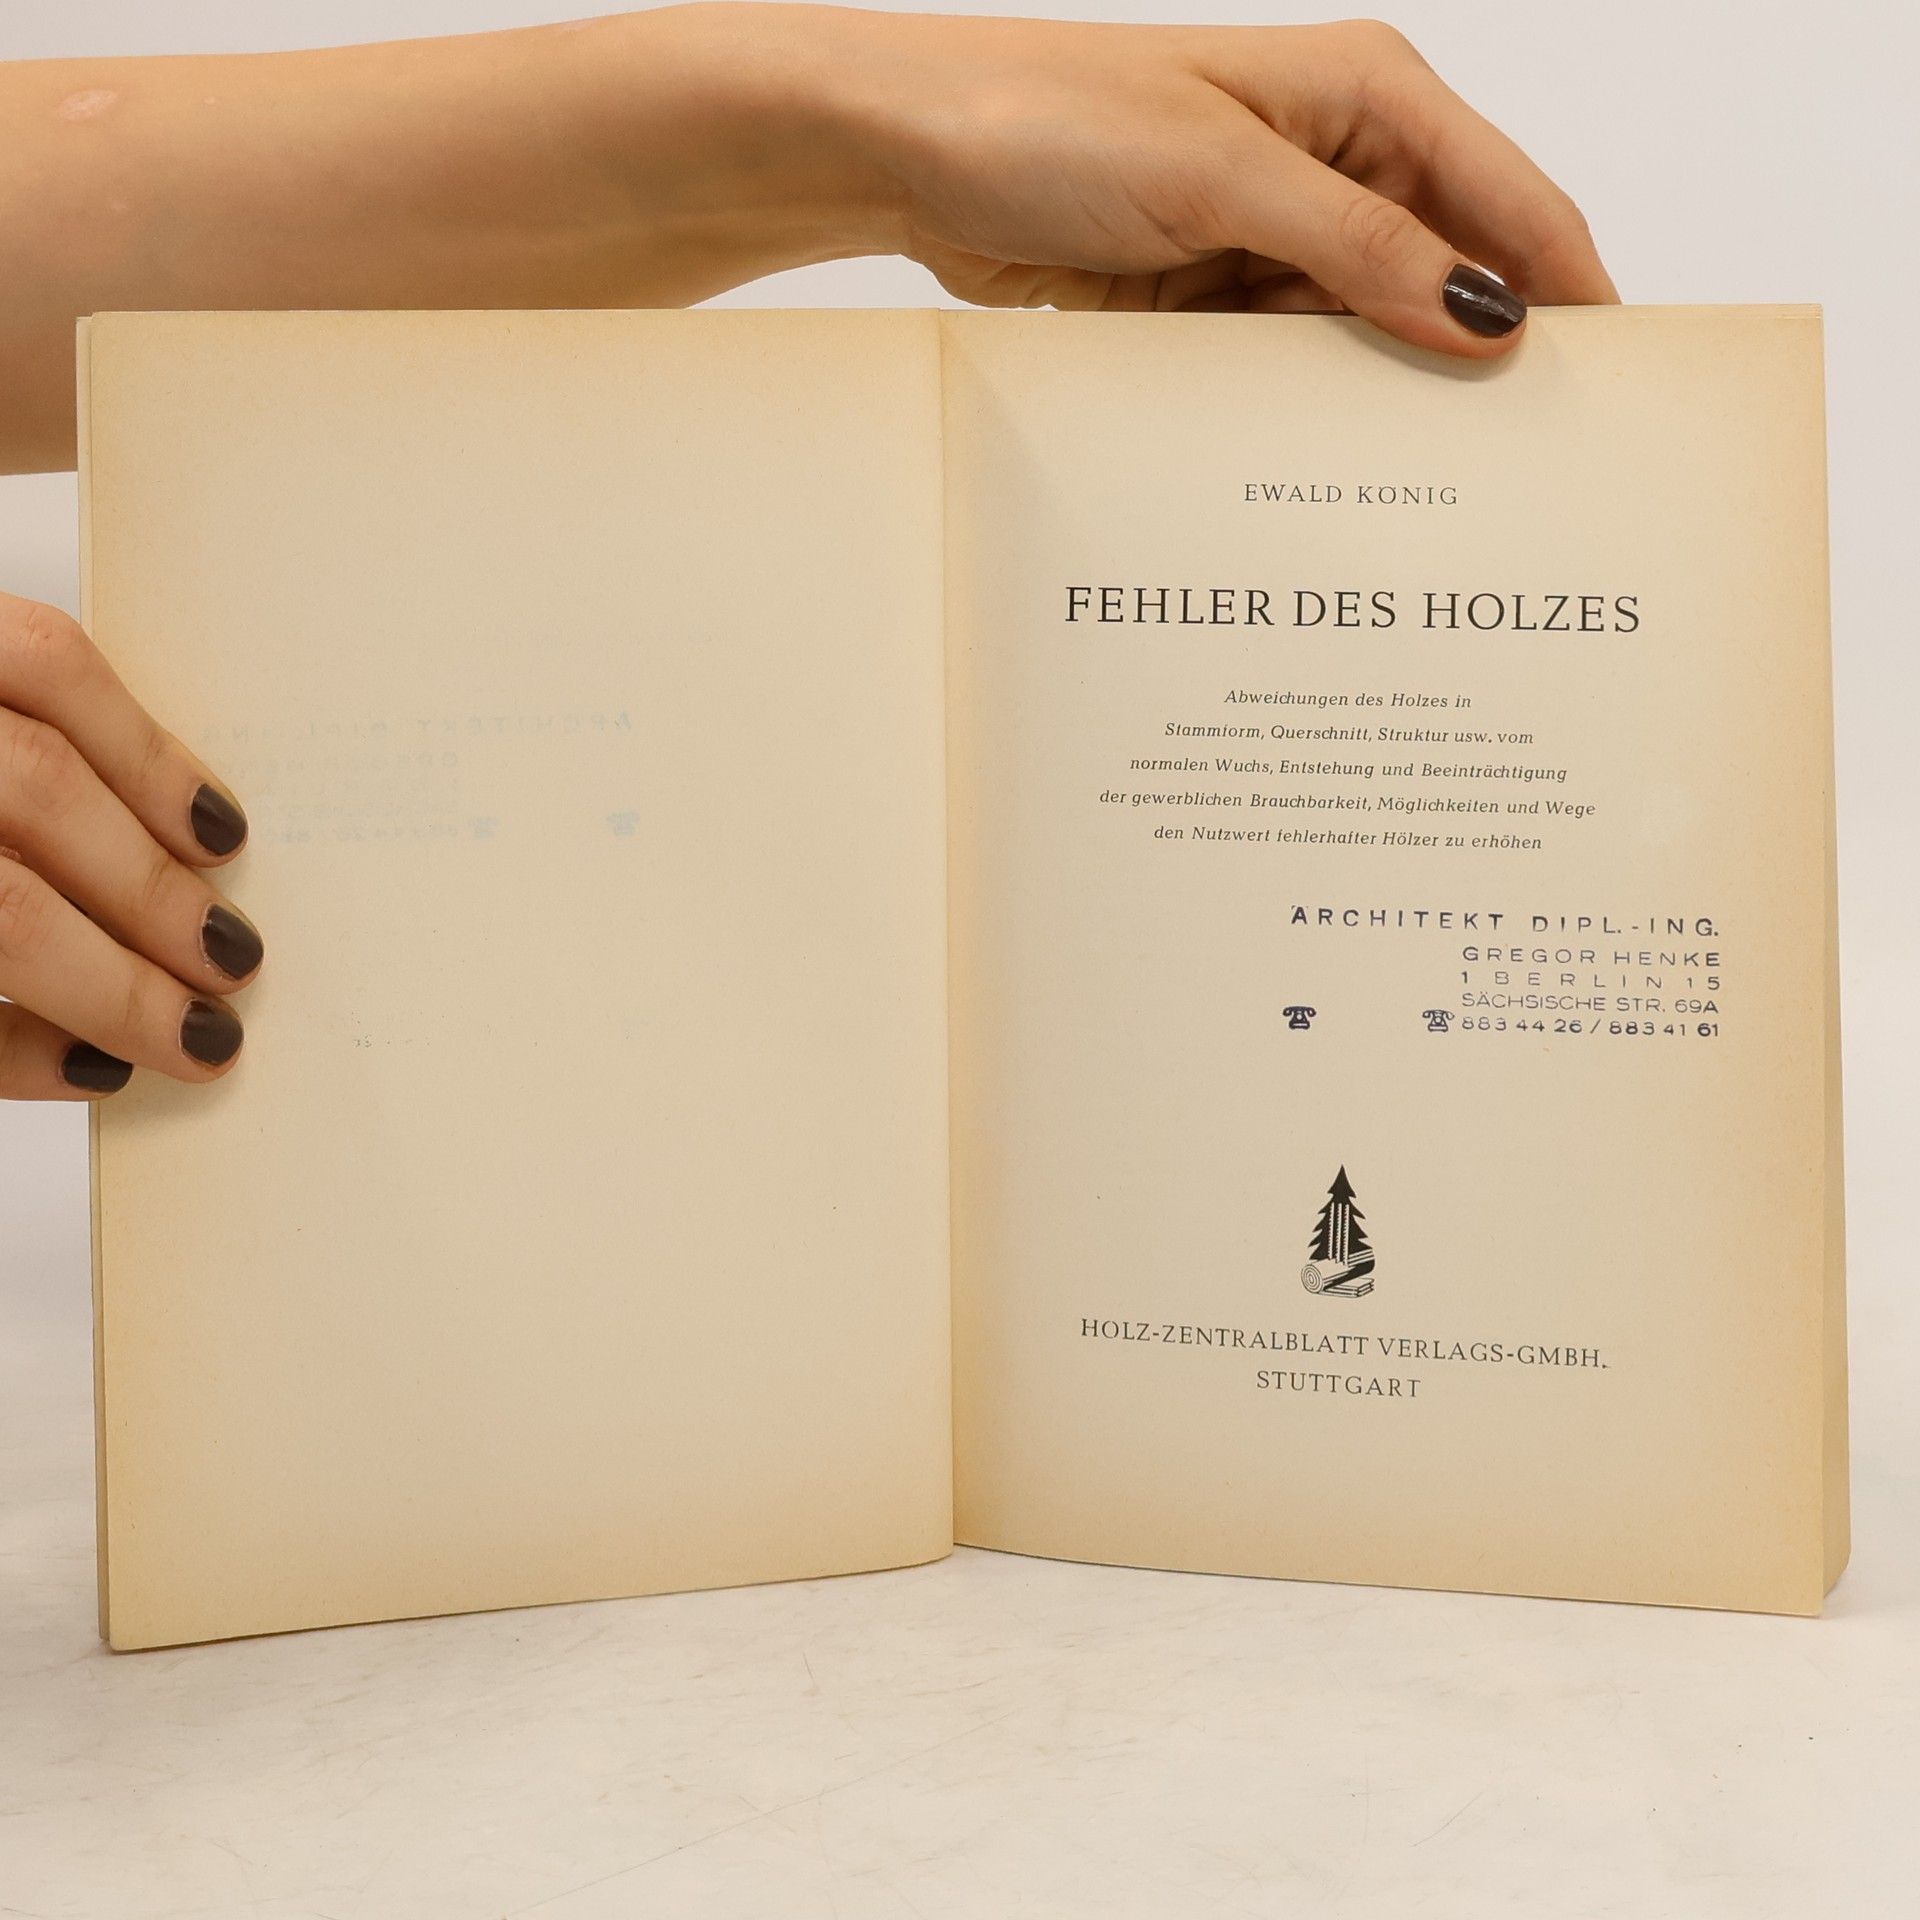 EWALD KÖNIG
FEHLER DES HOLZES
Abweichungen des Holzes in
Stammform, Querschnitt, Struktur usw. vom
normalen Wuchs, Entstehung und Beeinträchtigung
der gewerblichen Brauchbarkeit, Möglichkeiten und Wege
den Nutzwert fehlerhafter Hölzer zu erhöhen
ARCHITEKT DIPL.-ING.
GREGOR HENKE
1 BERLIN 15
SÄCHSISCHE STR. 69A
☎ ☎ 883 44 26 / 883 41 61
HOLZ-ZENTRALBLATT VERLAGS-GMBH.
STUTTGART